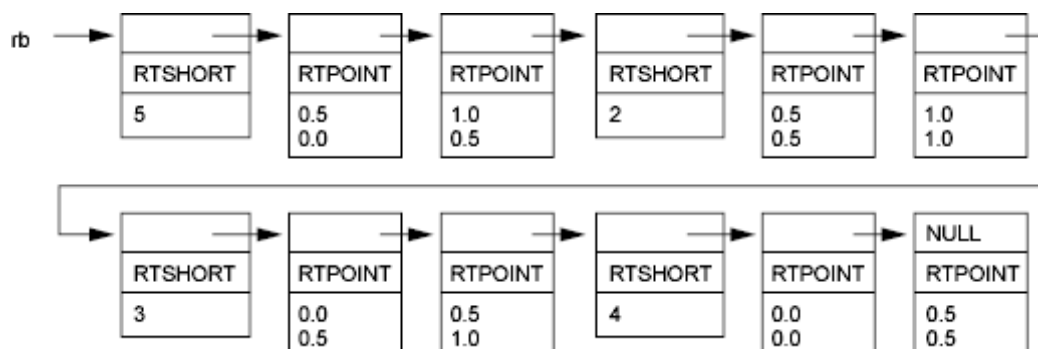 rb
RTSHORT RTPOINT RTPOINT RTSHORT RTPOINT RTPOINT
5 0.5 1.0 2 0.5 1.0
0.0 0.5 0.5 1.0
NULL
RTSHORT RTPOINT RTPOINT RTSHORT RTPOINT RTPOINT
3 0.0 0.5 4 0.0 0.5
0.5 1.0 0.0 0.5